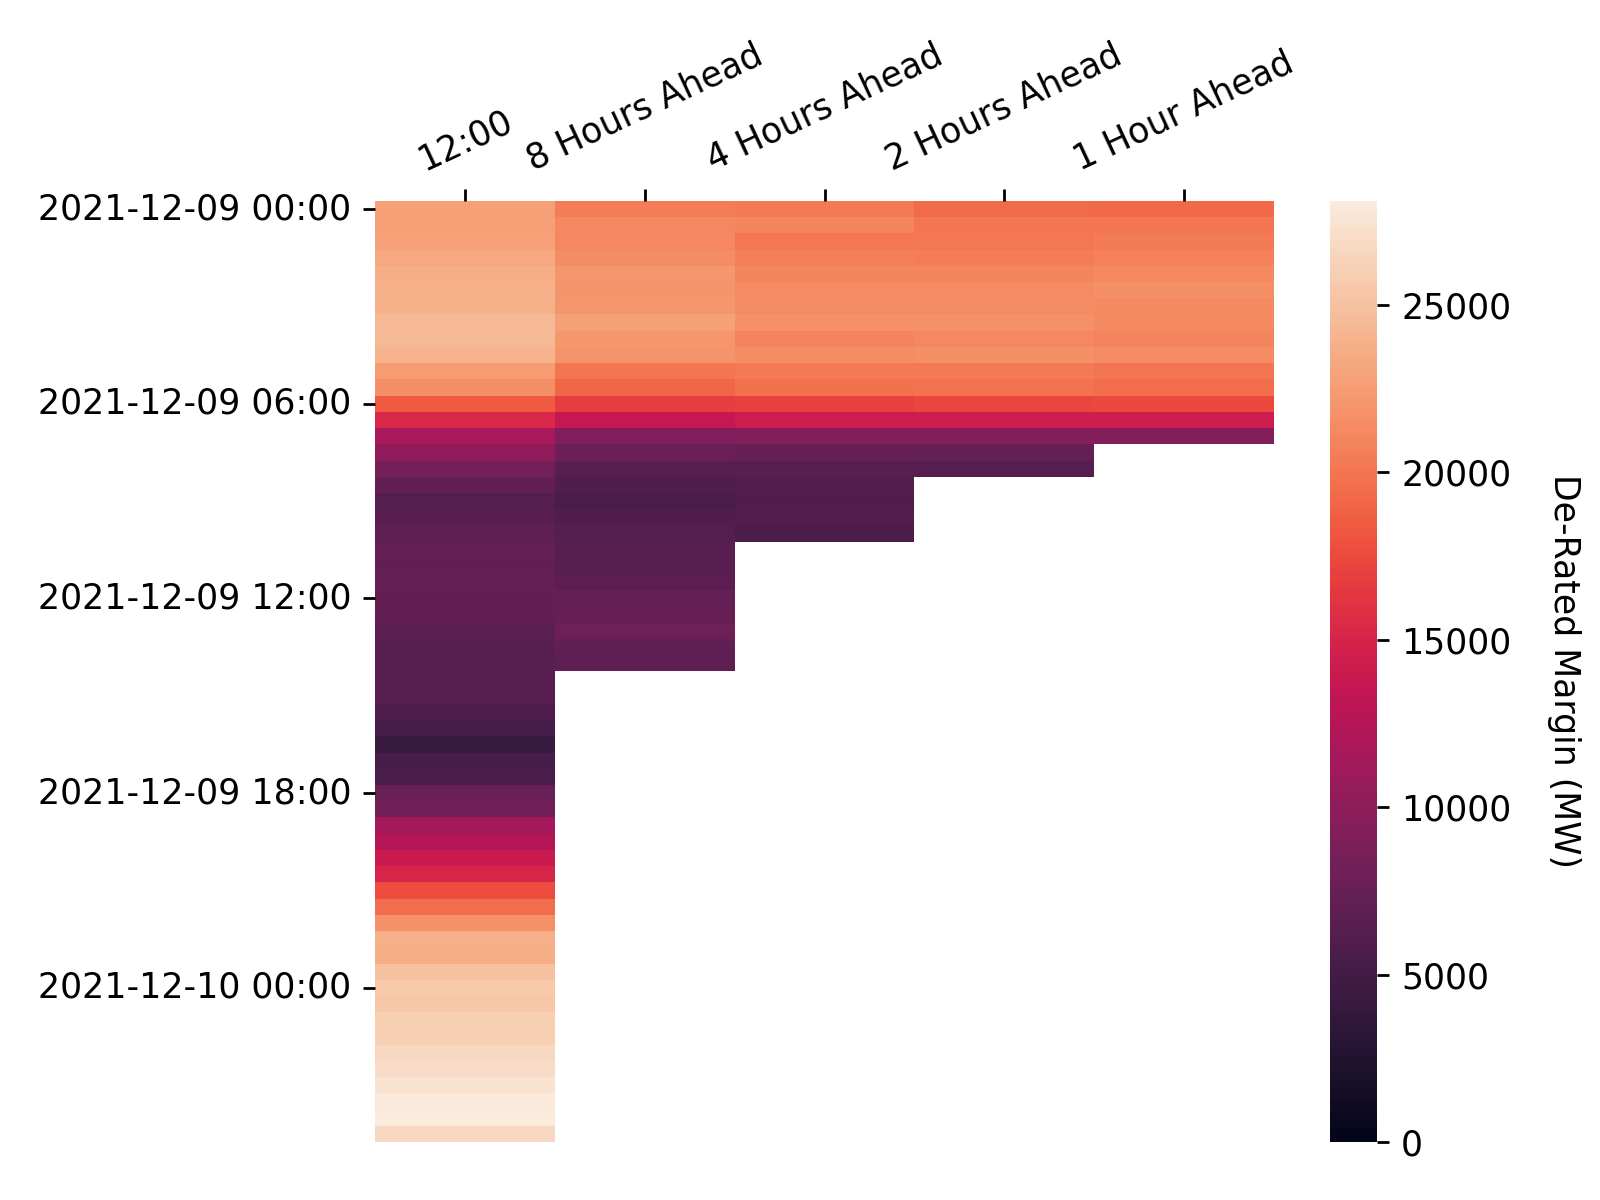 12:00
8 Hours Ahead
4 Hours Ahead
2 Hours Ahead
1 Hour Ahead
2021-12-09 00:00
2021-12-09 06:00
2021-12-09 12:00
2021-12-09 18:00
2021-12-10 00:00
25000
20000
15000
10000
5000
0
De-Rated Margin (MW)